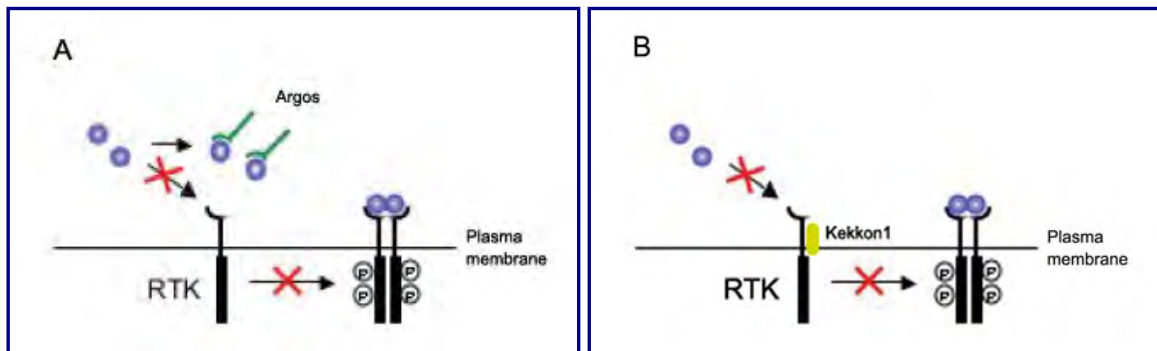 A
Argos
Plasma
membrane
RTK
P P
P P
B
Kekkon1
Plasma
membrane
RTK
P P
P P